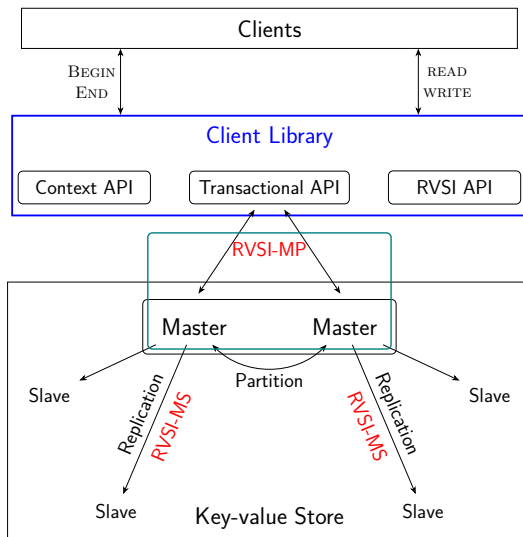 Clients
BEGIN
END
READ
WRITE
Client Library
Context API
Transactional API
RVSI API
RVSI-MP
Master
Master
Partition
Slave
Replication
RVSI-MS
Replication
RVSI-MS
Slave
Slave
Slave
Key-value Store